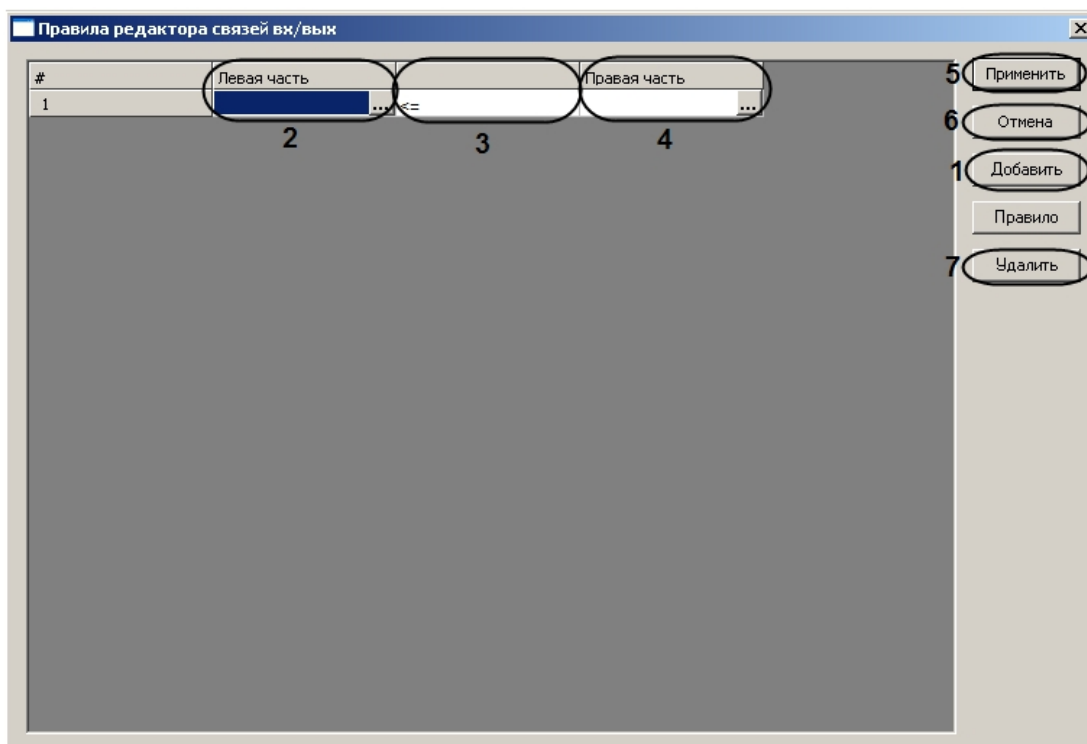 Правила редактора связей вх/вых
# Левая часть Правая часть
1 ... <= ...
2 3 4
5 Применить
6 Отмена
1 Добавить
Правило
7 Удалить